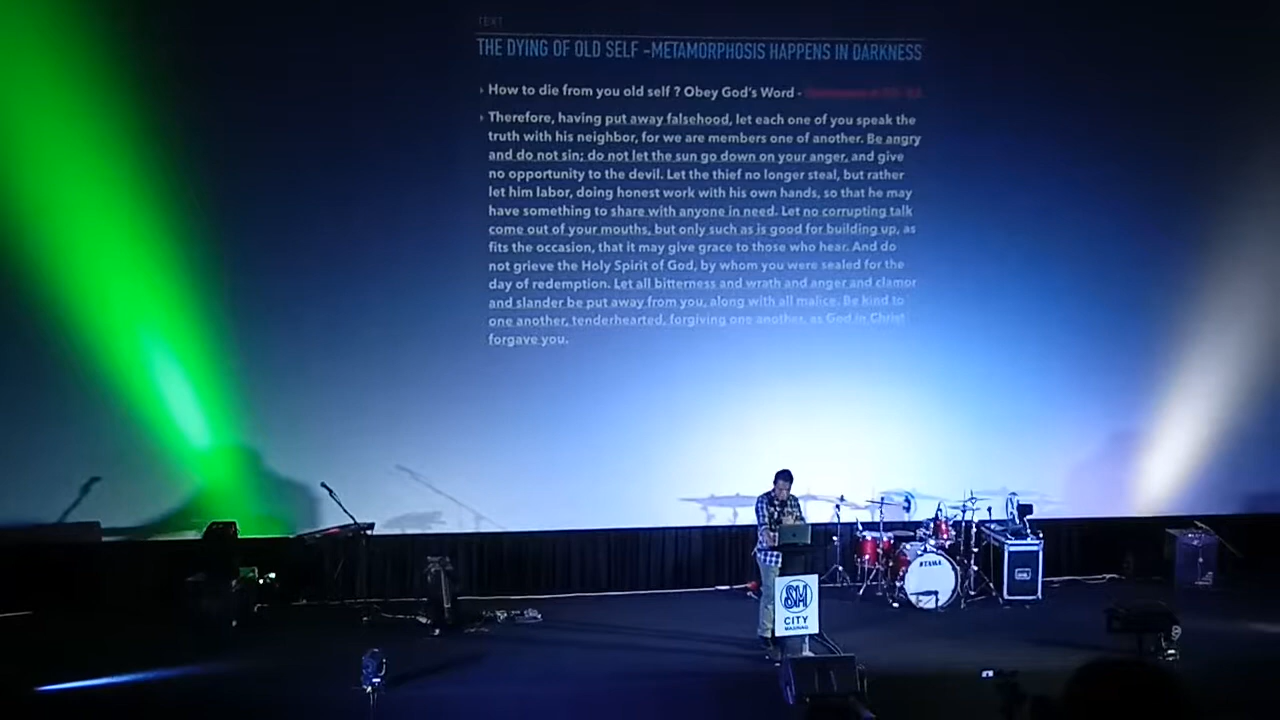 TEXT
THE DYING OF OLD SELF -METAMORPHOSIS HAPPENS IN DARKNESS
How to die from you old self ? Obey God's Word -
Therefore, having put away falsehood, let each one of you speak the
truth with his neighbor, for we are members one of another. Be angry
and do not sin; do not let the sun go down on your anger, and give
no opportunity to the devil. Let the thief no longer steal, but rather
let him labor, doing honest work with his own hands, so that he may
have something to share with anyone in need. Let no corrupting talk
come out of your mouths, but only such as is good for building up, as
fits the occasion, that it may give grace to those who hear. And do
not grieve the Holy Spirit of God, by whom you were sealed for the
day of redemption. Let all bitterness and wrath and anger and clamor
and slander be put away from you, along with all malice. Be kind to
one another, tenderhearted, forgiving one another, as God in Christ
forgave you.
TAMA
SM
CITY
MASINAG